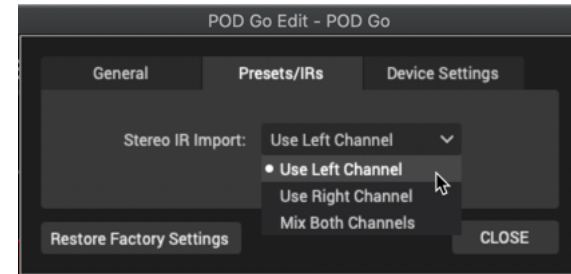 POD Go Edit - POD Go
General Presets/IRs Device Settings
Stereo IR Import: Use Left Channel
Use Left Channel
Use Right Channel
Mix Both Channels
Restore Factory Settings CLOSE